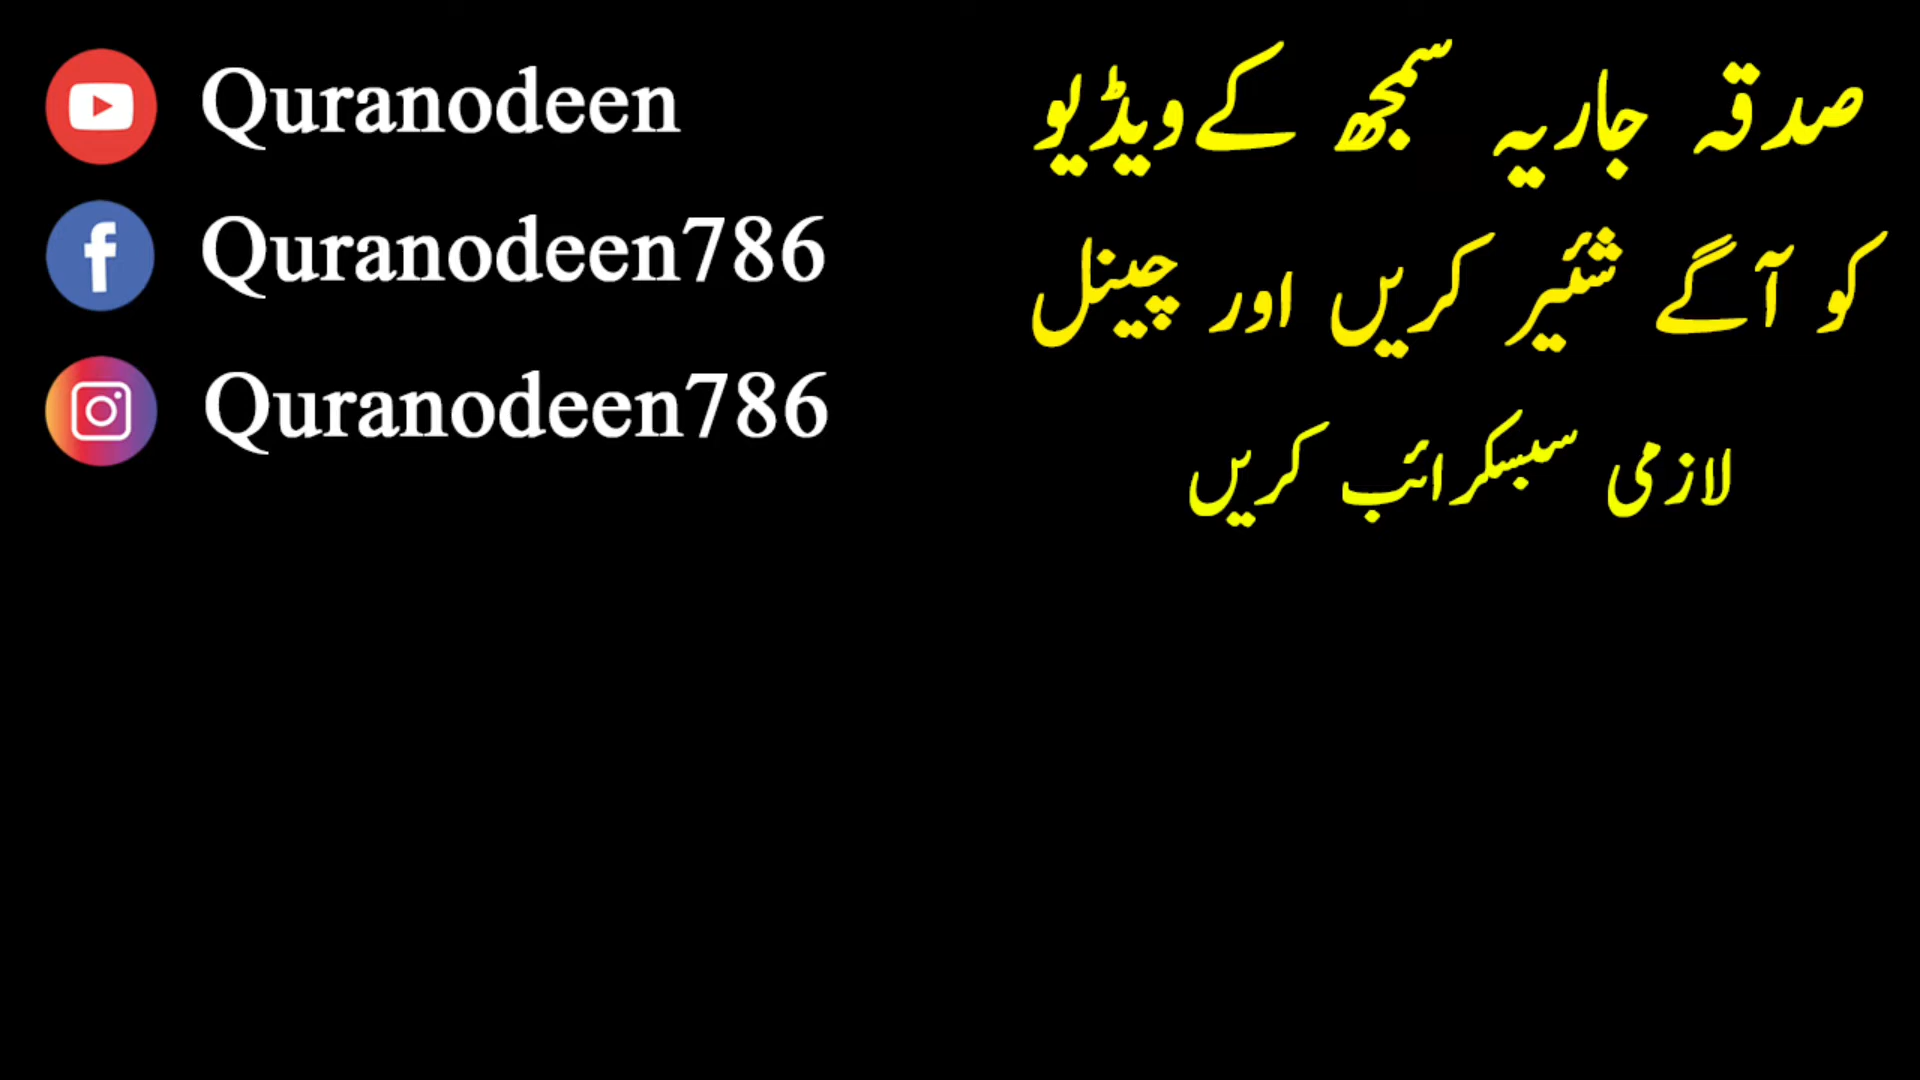 Quranodeen
Quranodeen786
Quranodeen786
صدقہ جاریہ سمجھ کے ویڈیو
کو آگے شئیر کریں اور چینل
لازمی سبسکرائب کریں